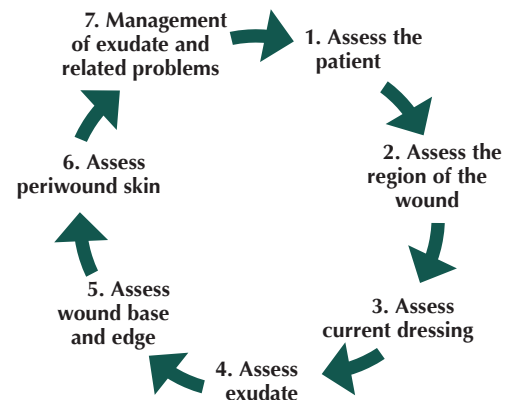 1. Assess the
patient
2. Assess the
region of the
wound
3. Assess
current dressing
4. Assess
exudate
5. Assess
wound base
and edge
6. Assess
periwound skin
7. Management
of exudate and
related problems